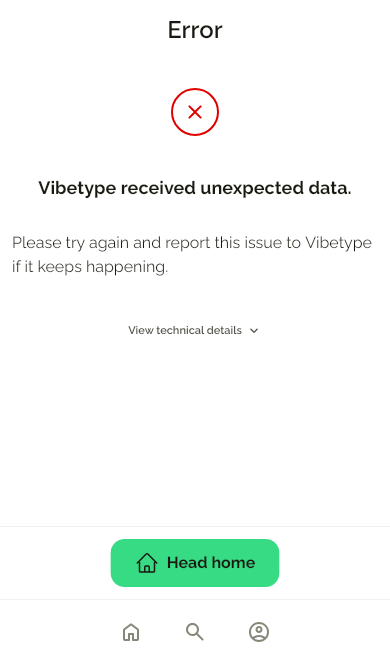 Error
Vibetype received unexpected data.
Please try again and report this issue to Vibetype
if it keeps happening.
View technical details
Head home